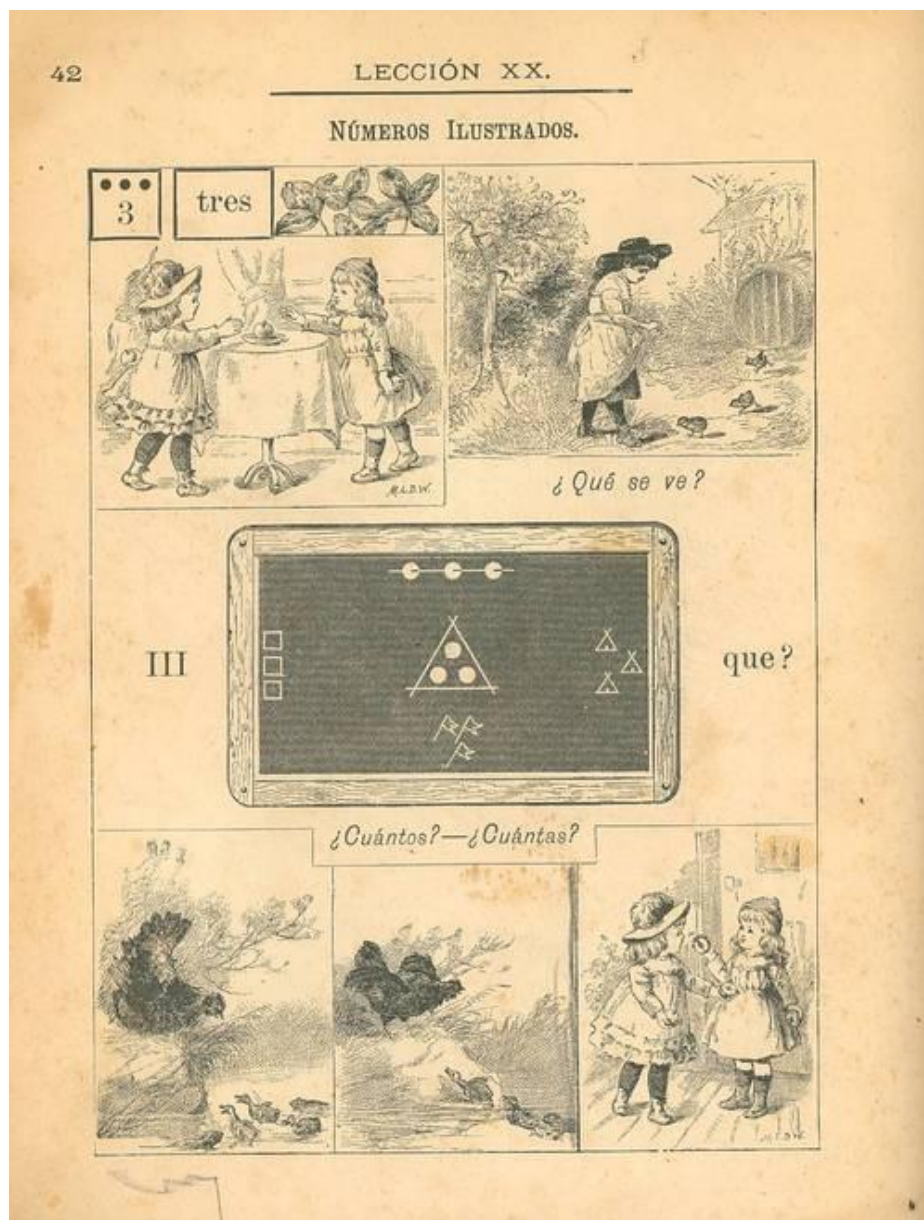 42
LECCIÓN XX.
NÚMEROS ILUSTRADOS.
3
tres
M.L.D.W.
¿Qué se ve?
III
que?
¿Cuántos?—¿Cuántas?